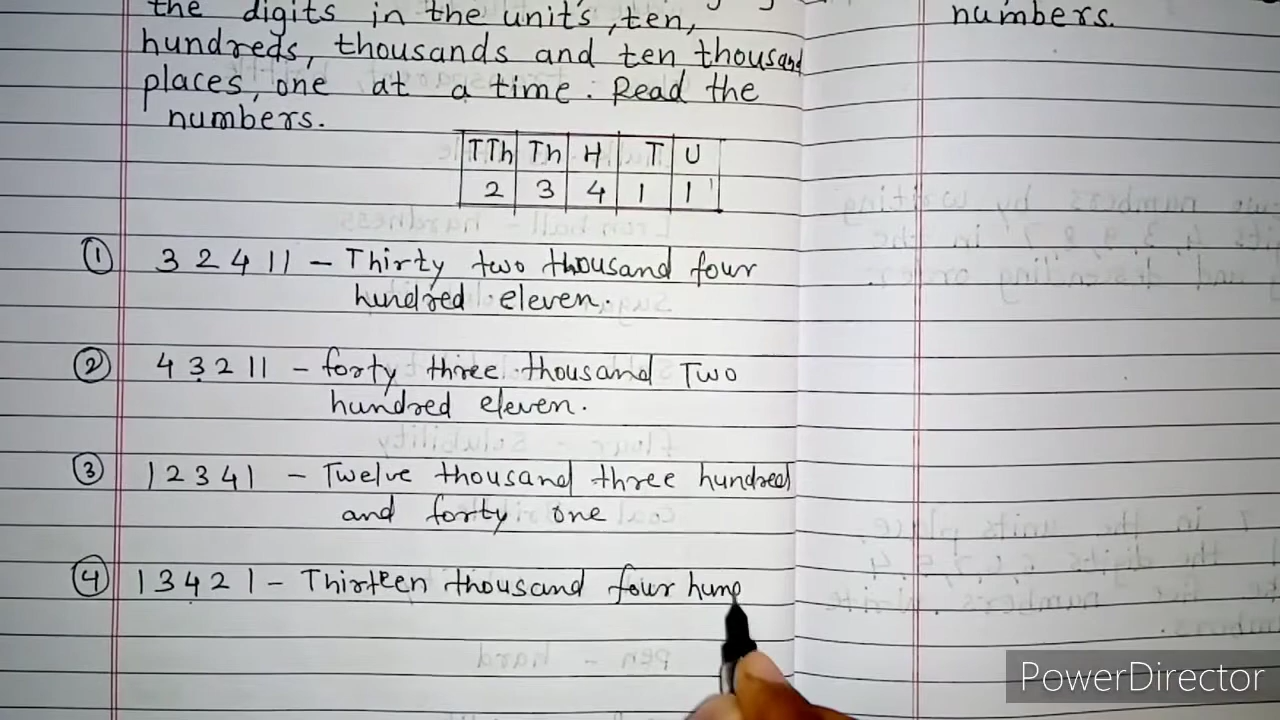 the digits in the units, ten,
hundreds, thousands and ten thousand
places, one at a time. Read the
numbers.
numbers.
TTh Th H T U
2 3 4 1 1
① 32411 - Thirty two thousand four
hundred eleven.
② 43211 - forty three thousand Two
hundred eleven.
③ 12341 - Twelve thousand three hundred
and forty one
④ 13421 - Thirteen thousand four hun
PowerDirector